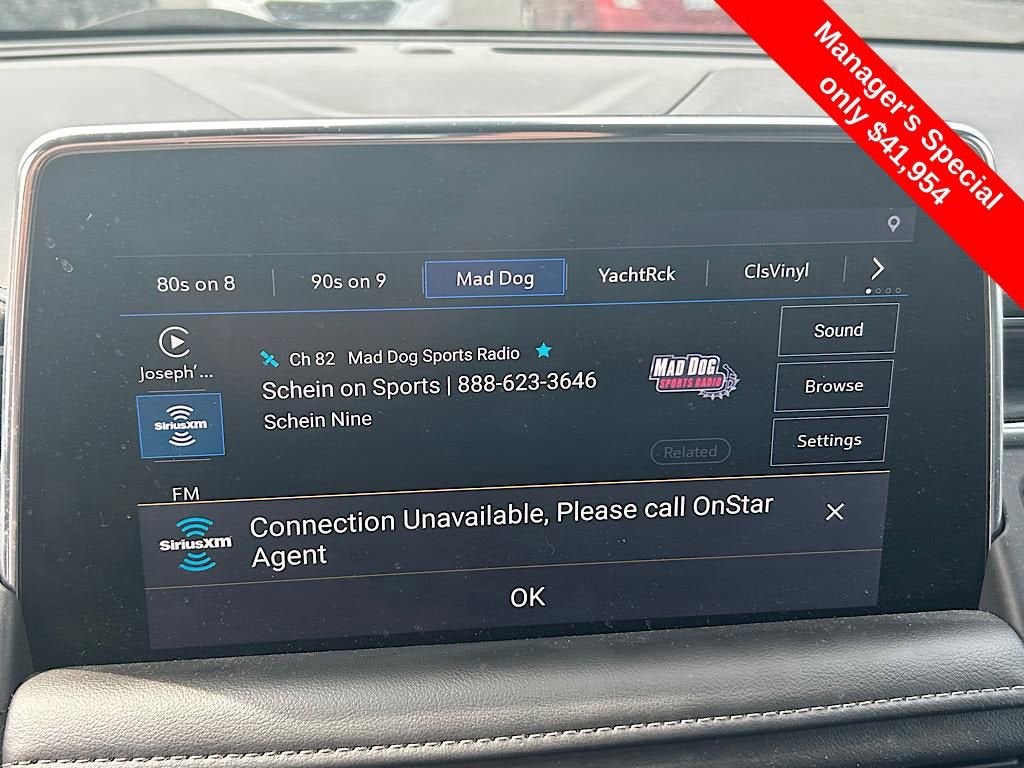 Manager's Special
only $41,954
80s on 8
90s on 9
Mad Dog
YachtRck
ClsVinyl
Joseph’...
Ch 82 Mad Dog Sports Radio
Schein on Sports | 888-623-3646
Schein Nine
MAD DOG
SPORTS RADIO
Sound
Browse
Settings
Related
SiriusXM
FM
SiriusXM
Connection Unavailable, Please call OnStar
Agent
OK